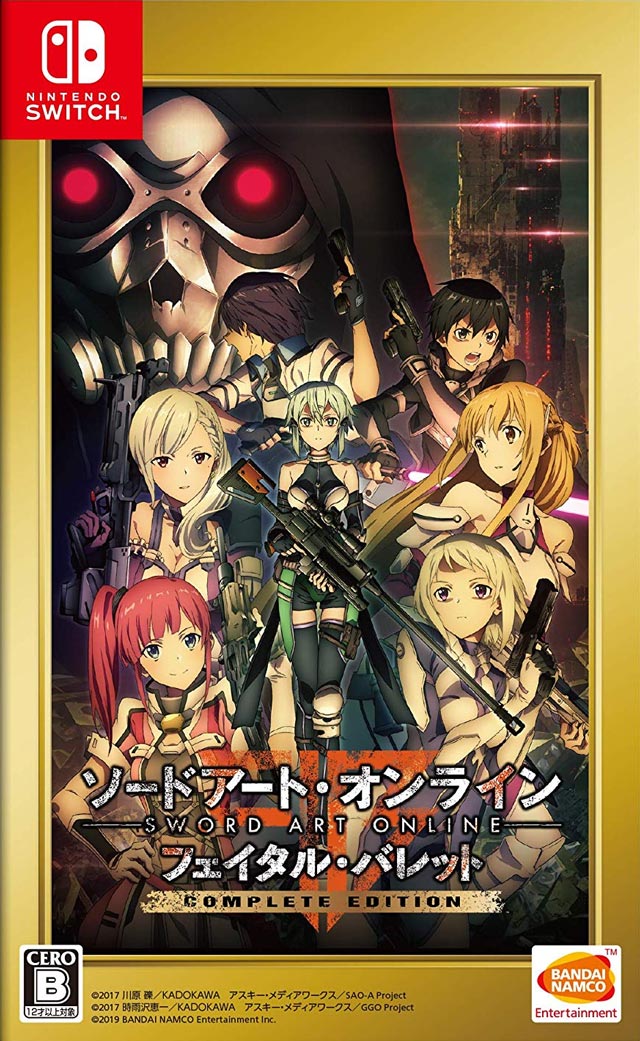 NINTENDO
SWITCH™
ソードアート・オンライン
SWORD ART ONLINE
フェイタル・バレット
COMPLETE EDITION
CERO
B
12才以上対象
©2017 川原 礫／KADOKAWA アスキー・メディアワークス／SAO-A Project
©2017 時雨沢恵一／KADOKAWA アスキー・メディアワークス／GGO Project
©2019 BANDAI NAMCO Entertainment Inc.
BANDAI
NAMCO
™
Entertainment